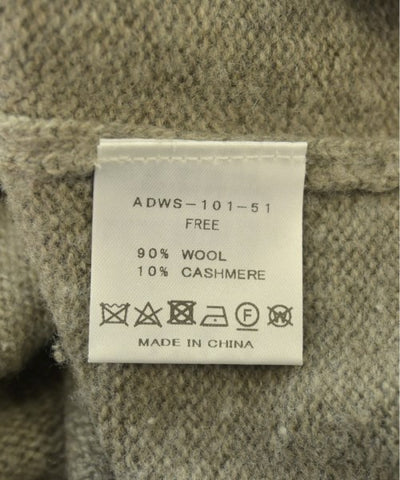 ADWS-101-51
FREE
90% WOOL
10% CASHMERE
F W
MADE IN CHINA